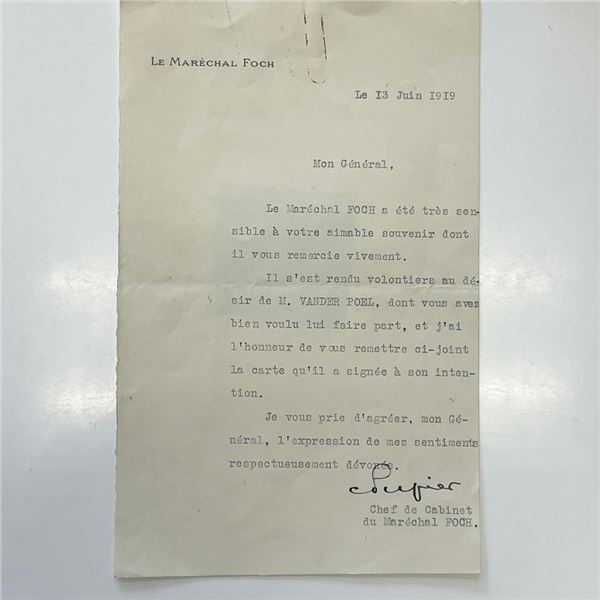 LE MARÉCHAL FOCH
Le 13 Juin 1919
Mon Général,
Le Maréchal FOCH a été très sen-
sible à votre aimable souvenir dont
il vous remercie vivement.
Il s'est rendu volontiers au dé-
sir de M. VANDER POEL, dont vous avez
bien voulu lui faire part, et j'ai
l'honneur de vous remettre ci-joint
la carte qu'il a signée à son inten-
tion.
Je vous prie d'agréer, mon Gé-
néral, l'expression de mes sentiments
respectueusement dévoués.
Chef de Cabinet
du Maréchal FOCH.